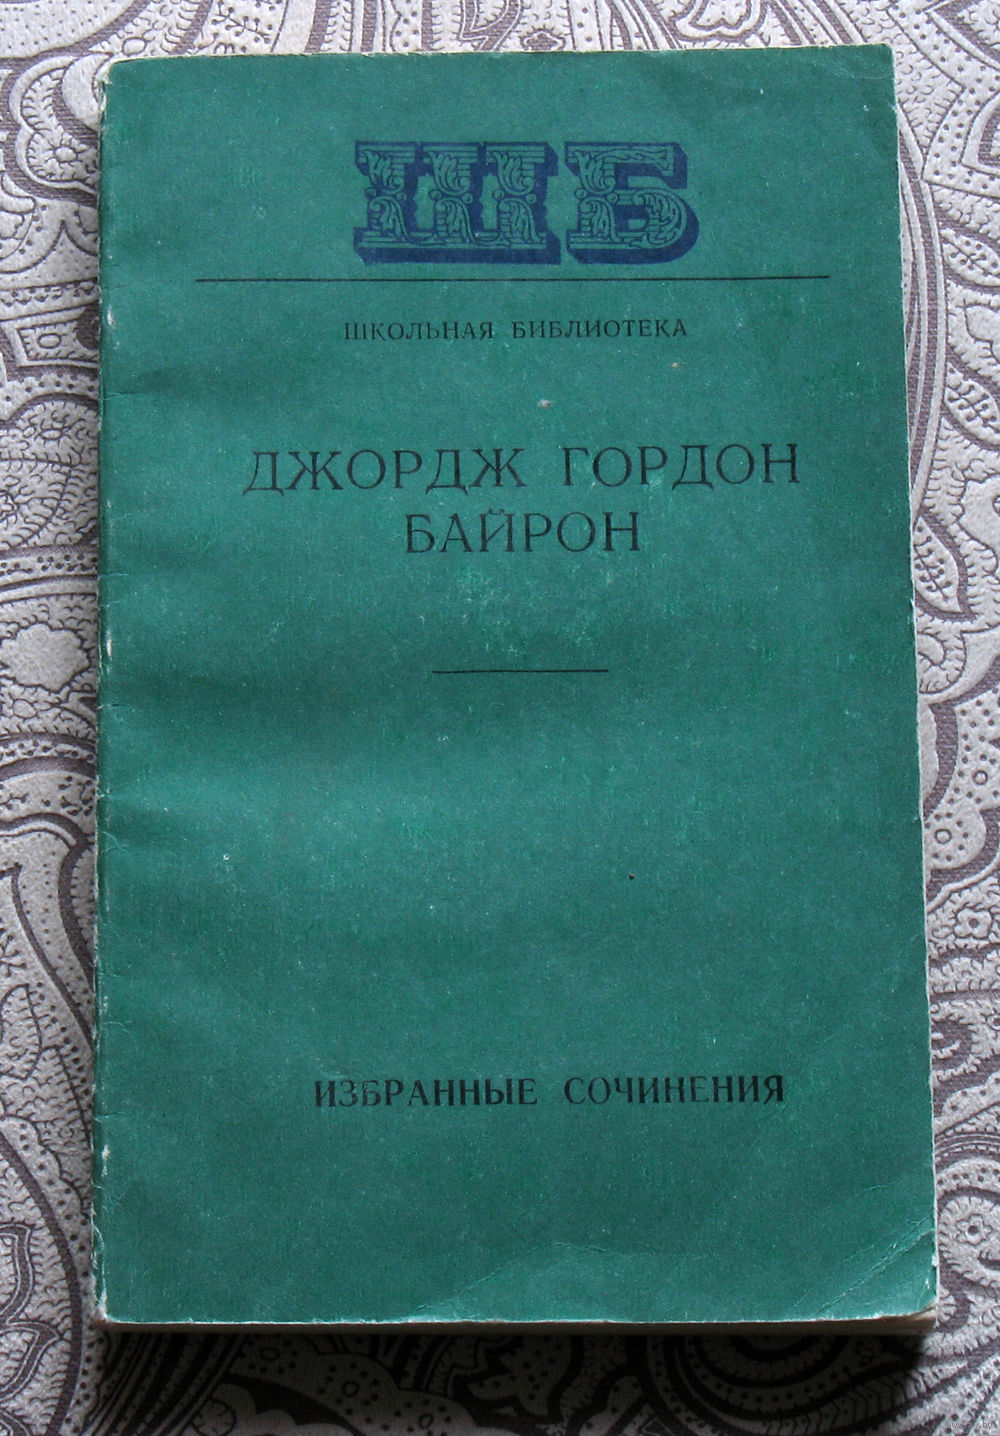 ШБ
ШКОЛЬНАЯ БИБЛИОТЕКА
ДЖОРДЖ ГОРДОН
БАЙРОН
ИЗБРАННЫЕ СОЧИНЕНИЯ